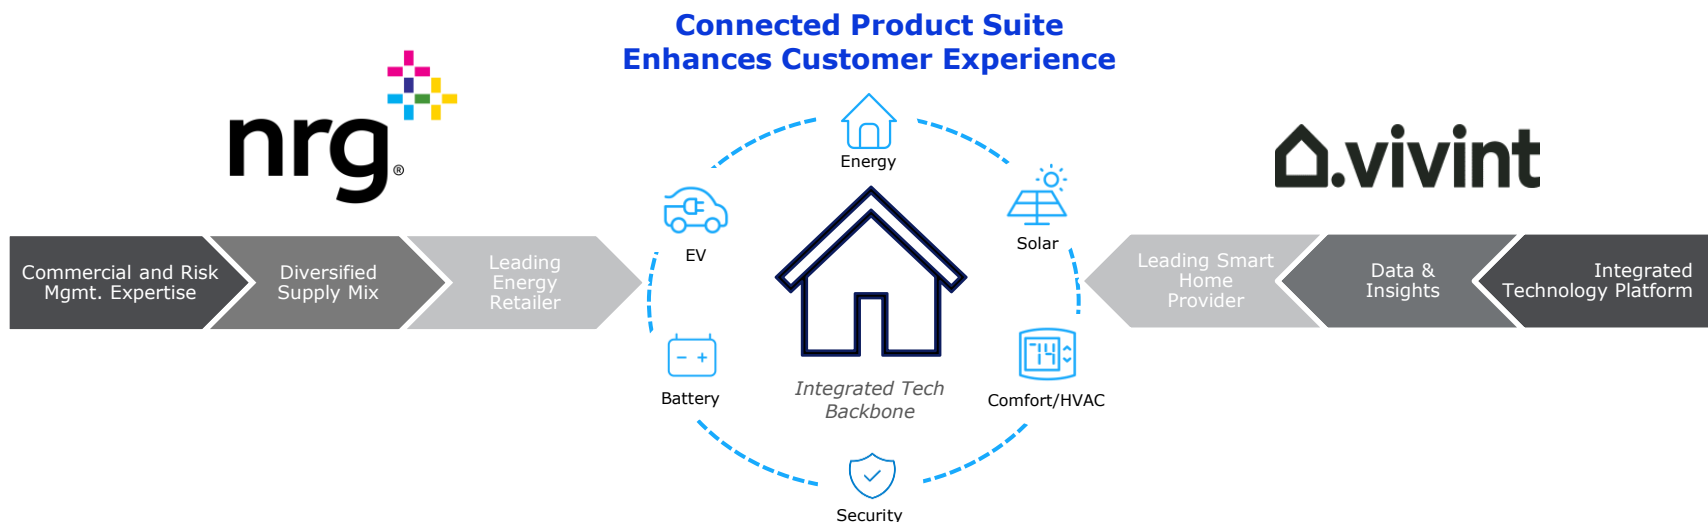 Connected Product Suite
Enhances Customer Experience
nrg®
.vivint
Commercial and Risk
Mgmt. Expertise
Diversified
Supply Mix
Leading
Energy
Retailer
Energy
EV
Solar
Battery
74
Comfort/HVAC
Integrated Tech
Backbone
Security
Leading Smart
Home
Provider
Data &
Insights
Integrated
Technology Platform